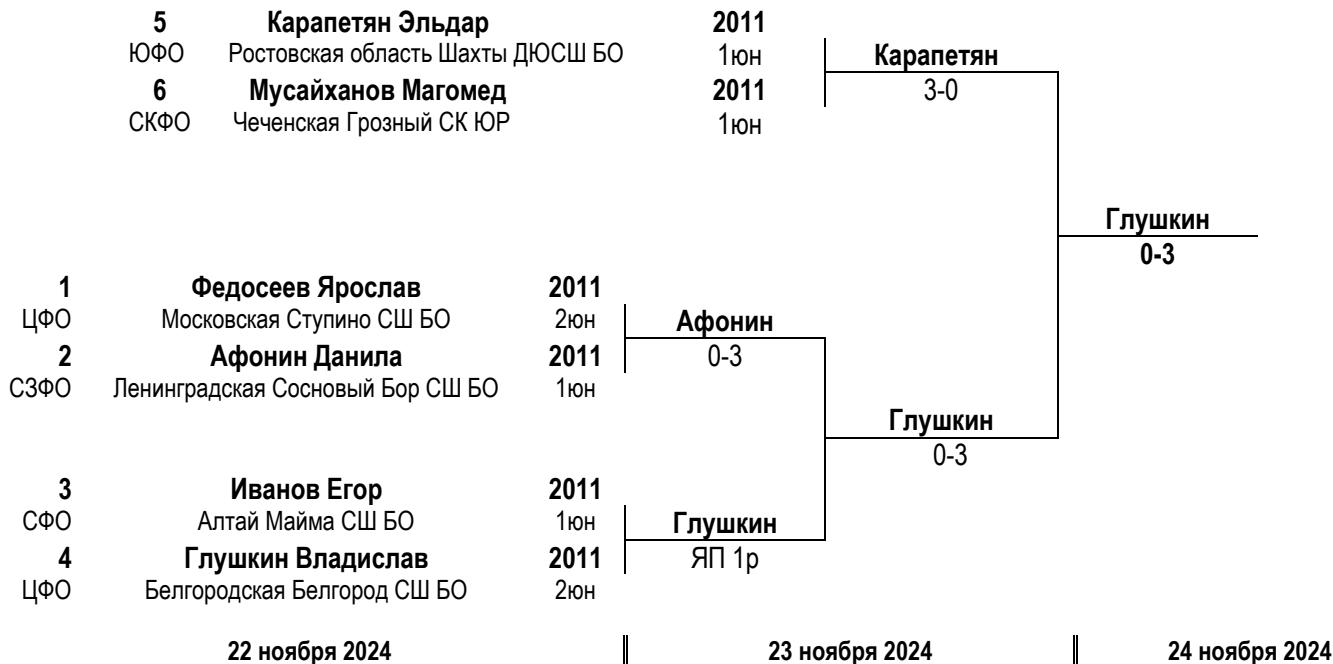 5 Карапетян Эльдар 2011
ЮФО Ростовская область Шахты ДЮСШ БО 1юн Карапетян
6 Мусайханов Магомед 2011 3-0
СКФО Чеченская Грозный СК ЮР 1юн
Глушкин
0-3
1 Федосеев Ярослав 2011
ЦФО Московская Ступино СШ БО 2юн Афонин
2 Афонин Данила 2011 0-3
СЗФО Ленинградская Сосновый Бор СШ БО 1юн
Глушкин
0-3
3 Иванов Егор 2011
СФО Алтай Майма СШ БО 1юн Глушкин
4 Глушкин Владислав 2011 ЯП 1р
ЦФО Белгородская Белгород СШ БО 2юн
22 ноября 2024 23 ноября 2024 24 ноября 2024